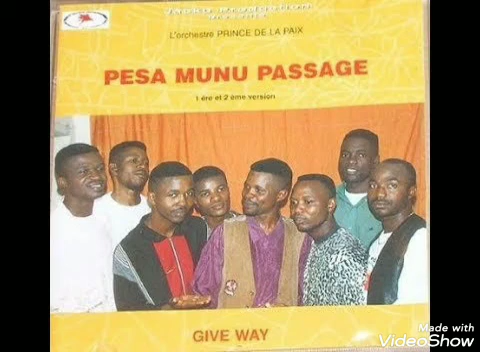 L'orchestre PRINCE DE LA PAIX
PESA MUNU PASSAGE
1 ère et 2 ème version
GIVE WAY
Made with
VideoShow